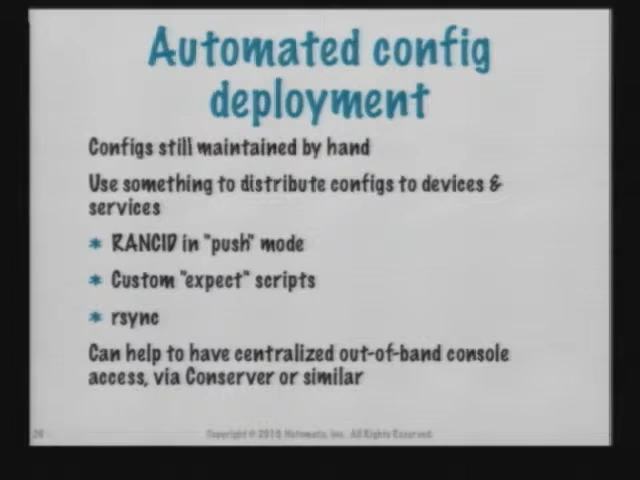 Automated config
deployment
Configs still maintained by hand
Use something to distribute configs to devices &
services
* RANCID in "push" mode
* Custom "expect" scripts
* rsync
Can help to have centralized out-of-band console
access, via Conserver or similar
Copyright © 2010 Netomata, Inc. All Rights Reserved.